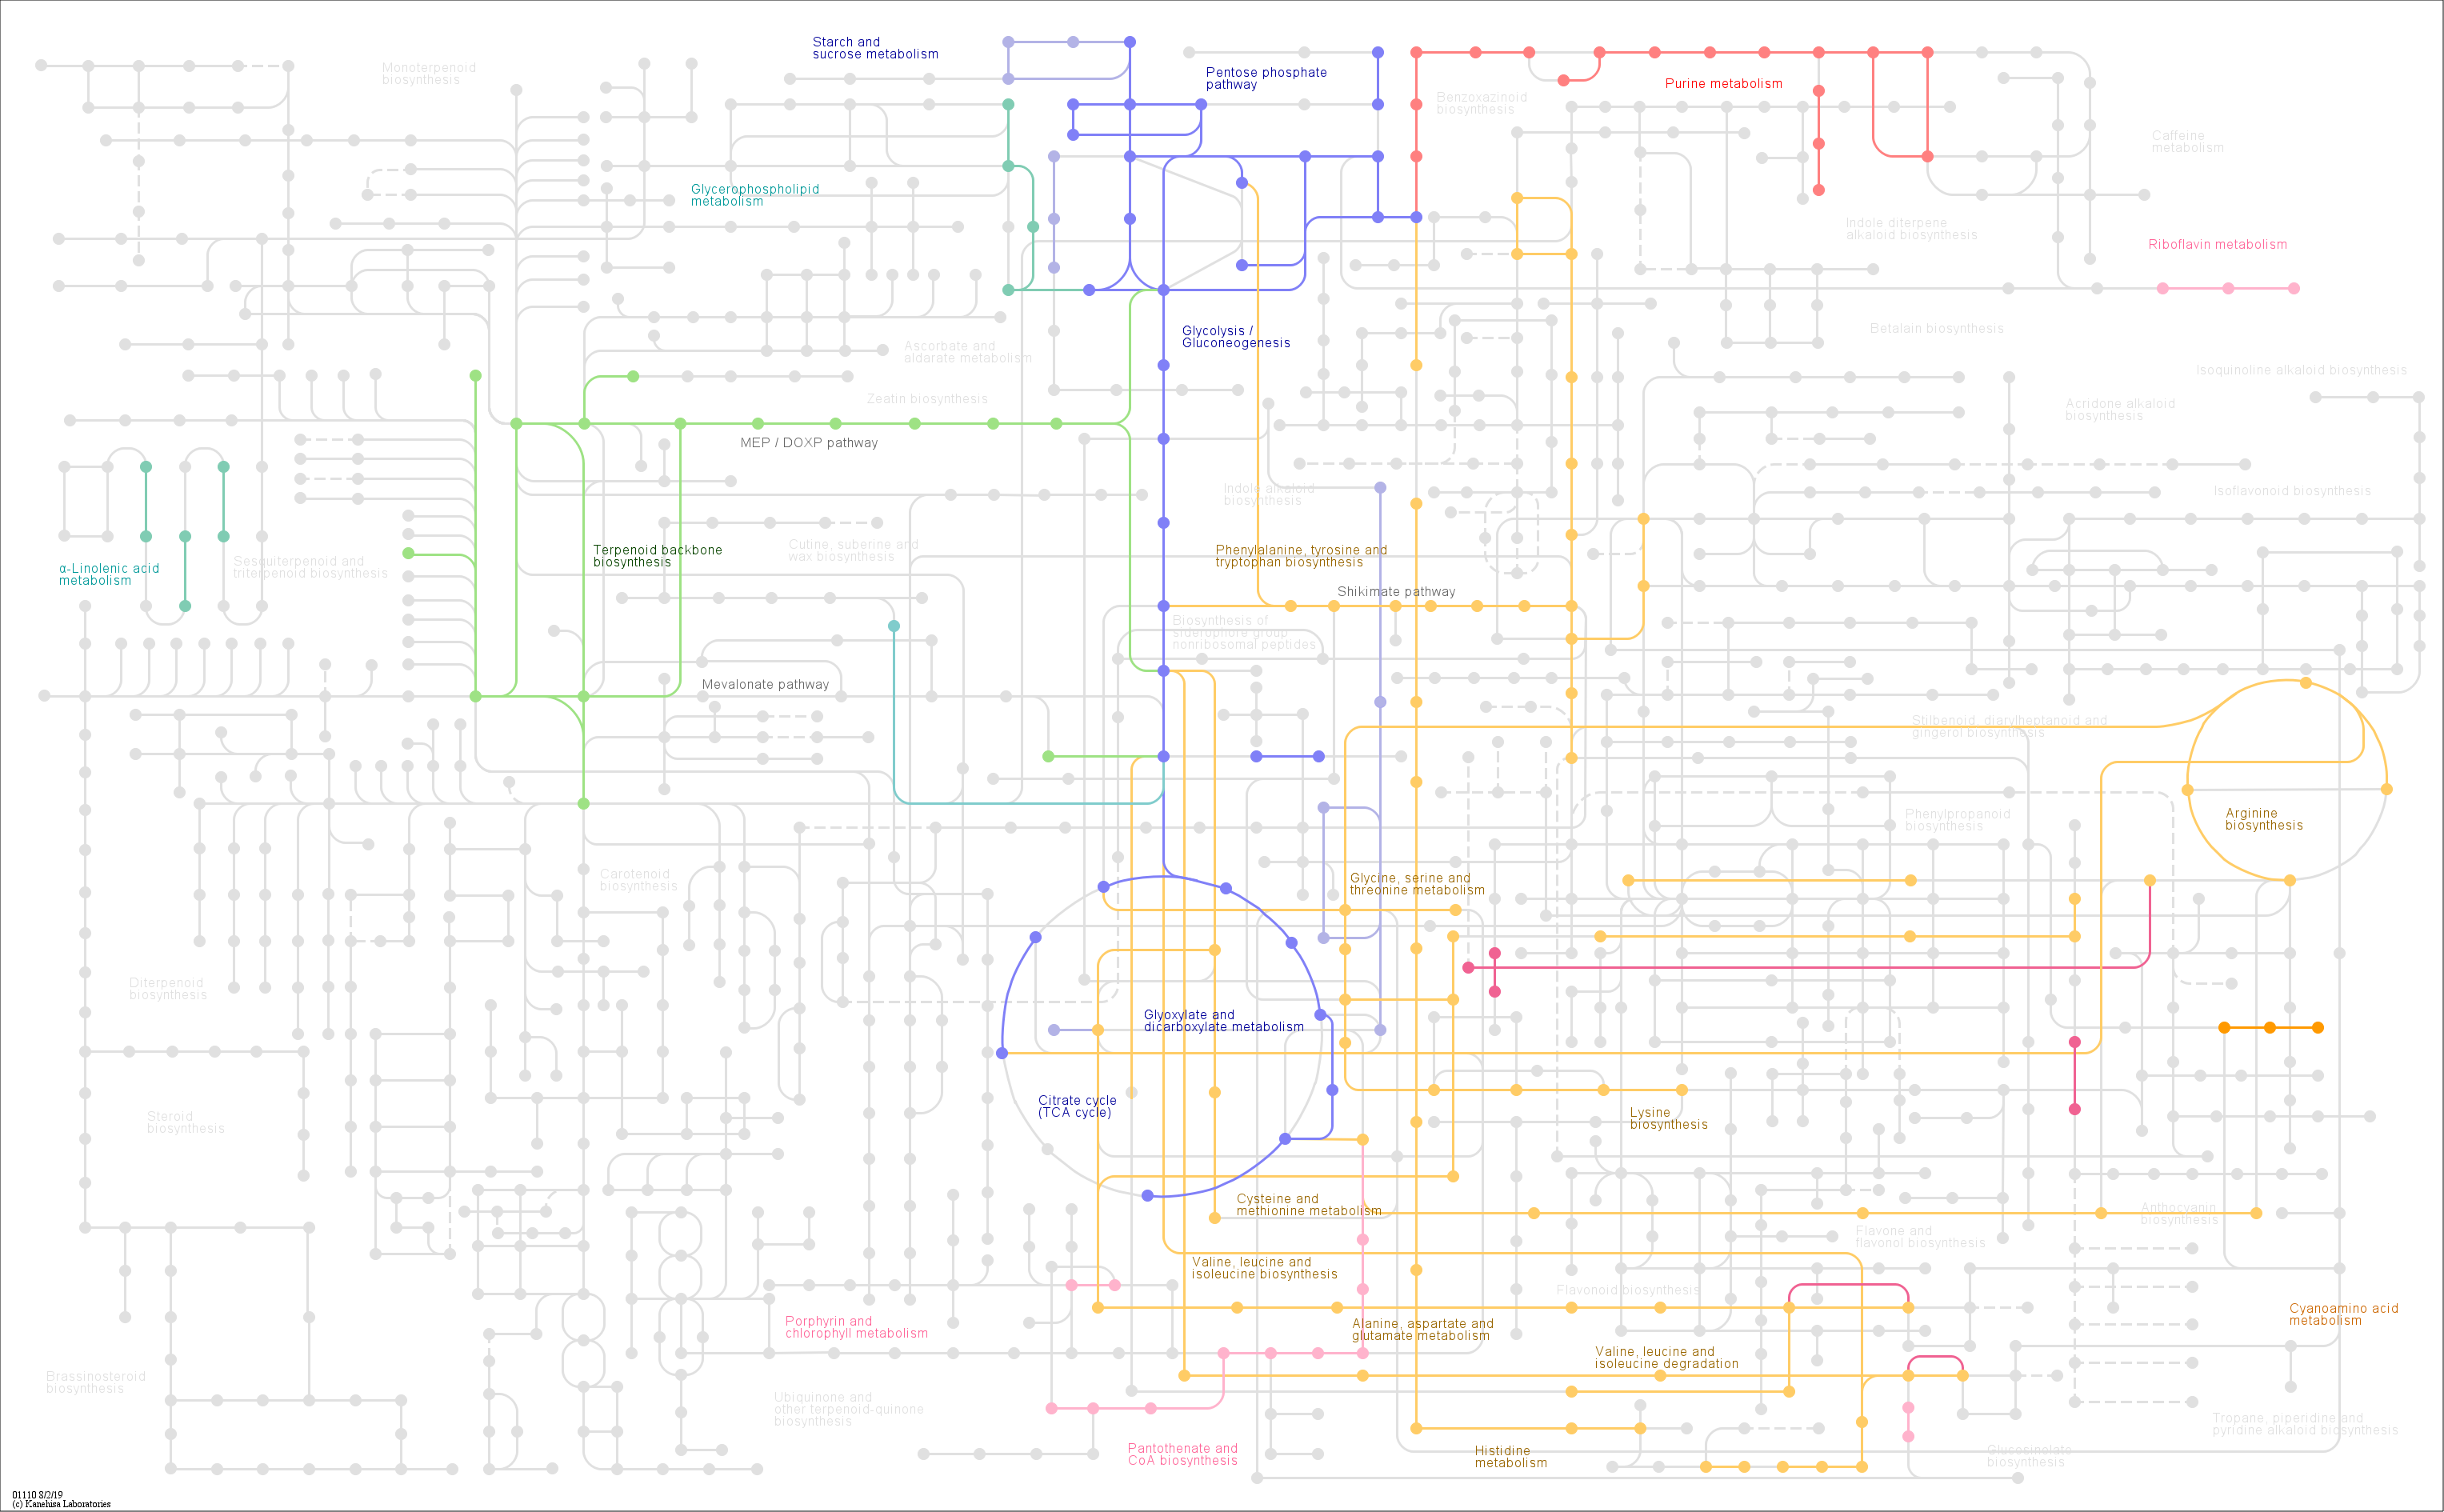 Starch and
sucrose metabolism
Monoterpenoid
biosynthesis
Pentose phosphate
pathway
Purine metabolism
Benzoxazinoid
biosynthesis
Caffeine
metabolism
Glycerophospholipid
metabolism
Indole diterpene
alkaloid biosynthesis
Riboflavin metabolism
Glycolysis /
Gluconeogenesis
Betalain biosynthesis
Ascorbate and
aldarate metabolism
Isoquinoline alkaloid biosynthesis
Zeatin biosynthesis
Acridone alkaloid
biosynthesis
MEP / DOXP pathway
Indole alkaloid
biosynthesis
Isoflavonoid biosynthesis
Terpenoid backbone
biosynthesis
Cutine, suberine and
wax biosynthesis
Phenylalanine, tyrosine and
tryptophan biosynthesis
α-Linolenic acid
metabolism
Sesquiterpenoid and
triterpenoid biosynthesis
Shikimate pathway
Biosynthesis of
siderophore group
nonribosomal peptides
Mevalonate pathway
Stilbenoid, diarylheptanoid and
gingerol biosynthesis
Phenylpropanoid
biosynthesis
Arginine
biosynthesis
Carotenoid
biosynthesis
Glycine, serine and
threonine metabolism
Diterpenoid
biosynthesis
Glyoxylate and
dicarboxylate metabolism
Citrate cycle
(TCA cycle)
Steroid
biosynthesis
Lysine
biosynthesis
Cysteine and
methionine metabolism
Anthocyanin
biosynthesis
Flavone and
flavonol biosynthesis
Valine, leucine and
isoleucine biosynthesis
Flavonoid biosynthesis
Porphyrin and
chlorophyll metabolism
Alanine, aspartate and
glutamate metabolism
Cyanoamino acid
metabolism
Valine, leucine and
isoleucine degradation
Brassinosteroid
biosynthesis
Ubiquinone and
other terpenoid-quinone
biosynthesis
Tropane, piperidine and
pyridine alkaloid biosynthesis
Pantothenate and
CoA biosynthesis
Histidine
metabolism
Glucosinolate
biosynthesis
01110 8/2/19
(c) Kanehisa Laboratories